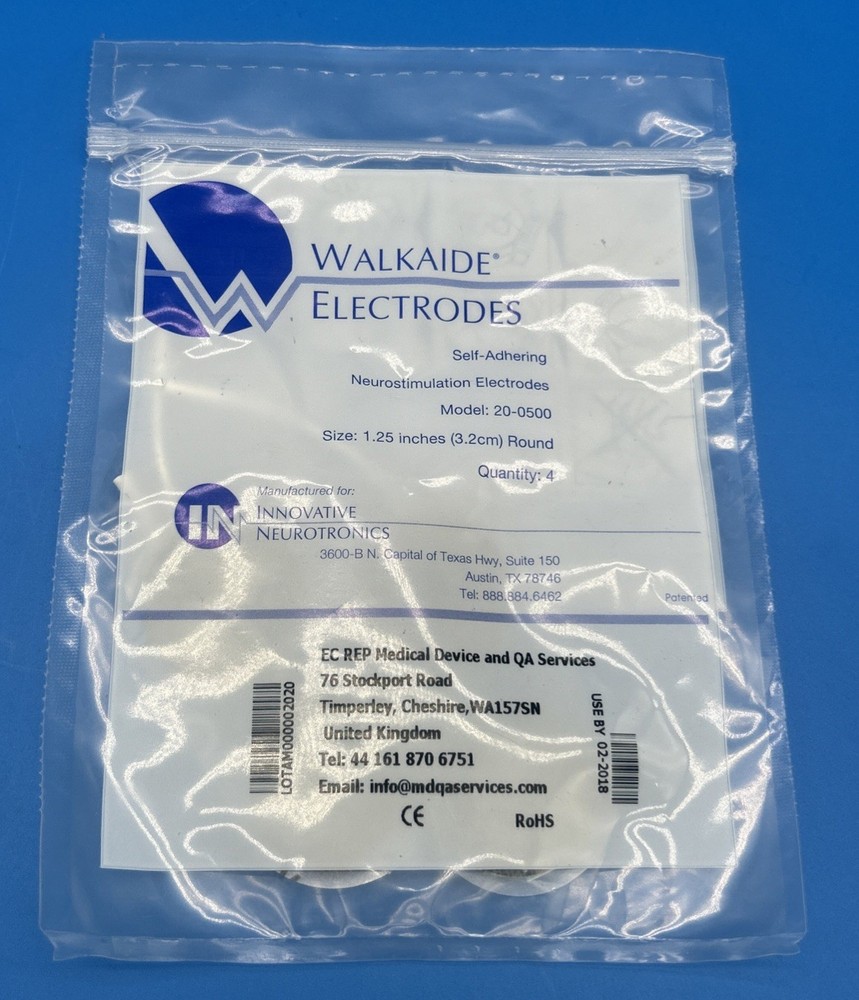 WALKAIDE®
ELECTRODES
Self-Adhering
Neurostimulation Electrodes
Model: 20-0500
Size: 1.25 inches (3.2cm) Round
Quantity: 4
Manufactured for:
IN
INNOVATIVE
NEUROTRONICS
3600-B N. Capital of Texas Hwy, Suite 150
Austin, TX 78746
Tel: 888.884.6462
Patented
EC REP Medical Device and QA Services
76 Stockport Road
Timperley, Cheshire,WA157SN
United Kingdom
Tel: 44 161 870 6751
Email: info@mdqaservices.com
CE
RoHS
LOTAM000002020
USE BY 02-2018